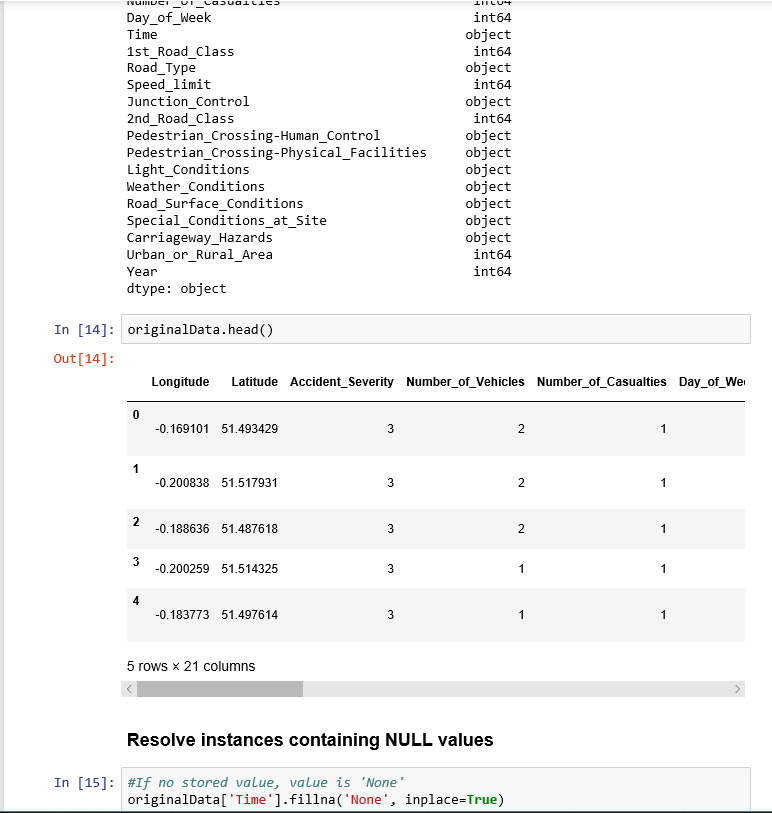 Number_of_Casualties int64
Day_of_Week int64
Time object
1st_Road_Class int64
Road_Type object
Speed_limit int64
Junction_Control object
2nd_Road_Class int64
Pedestrian_Crossing-Human_Control object
Pedestrian_Crossing-Physical_Facilities object
Light_Conditions object
Weather_Conditions object
Road_Surface_Conditions object
Special_Conditions_at_Site object
Carriageway_Hazards object
Urban_or_Rural_Area int64
Year int64
dtype: object
In [14]: originalData.head()
Out[14]:
Longitude Latitude Accident_Severity Number_of_Vehicles Number_of_Casualties Day_of_We
0 -0.169101 51.493429 3 2 1
1 -0.200838 51.517931 3 2 1
2 -0.188636 51.487618 3 2 1
3 -0.200259 51.514325 3 1 1
4 -0.183773 51.497614 3 1 1
5 rows × 21 columns
Resolve instances containing NULL values
In [15]: #If no stored value, value is 'None'
originalData['Time'].fillna('None', inplace=True)